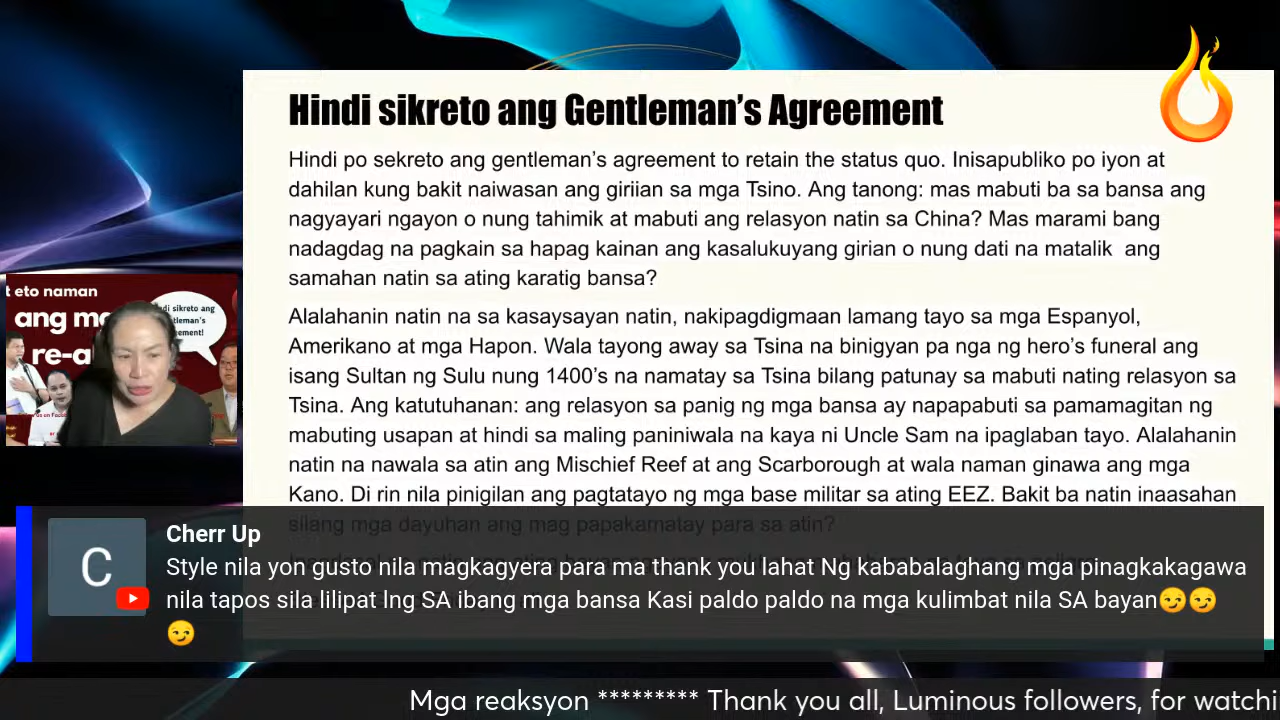 Hindi sikreto ang Gentleman's Agreement
Hindi po sekreto ang gentleman's agreement to retain the status quo. Inisapubliko po iyon at
dahilan kung bakit naiwasan ang giriian sa mga Tsino. Ang tanong: mas mabuti ba sa bansa ang
nagyayari ngayon o nung tahimik at mabuti ang relasyon natin sa China? Mas marami bang
nadagdag na pagkain sa hapag kainan ang kasalukuyang girian o nung dati na matalik ang
samahan natin sa ating karatig bansa?
Alalahanin natin na sa kasaysayan natin, nakipagdigmaan lamang tayo sa mga Espanyol,
Amerikano at mga Hapon. Wala tayong away sa Tsina na binigyan pa nga ng hero's funeral ang
isang Sultan ng Sulu nung 1400's na namatay sa Tsina bilang patunay sa mabuti nating relasyon sa
Tsina. Ang katutuhanan: ang relasyon sa panig ng mga bansa ay napapabuti sa pamamagitan ng
mabuting usapan at hindi sa maling paniniwala na kaya ni Uncle Sam na ipaglaban tayo. Alalahanin
natin na nawala sa atin ang Mischief Reef at ang Scarborough at wala naman ginawa ang mga
Kano. Di rin nila pinigilan ang pagtatayo ng mga base militar sa ating EEZ. Bakit ba natin inaasahan
silang mga dayuhan ang mag papakamatay para sa atin?
t eto naman
ang ma
re-a
di sikreto ang
tleman's
ement!
C
Cherr Up
Style nila yon gusto nila magkagyera para ma thank you lahat Ng kababalaghang mga pinagkakagawa
nila tapos sila lilipat Ing SA ibang mga bansa Kasi paldo paldo na mga kulimbat nila SA bayan😏😏
😏
Mga reaksyon ********* Thank you all, Luminous followers, for watchi